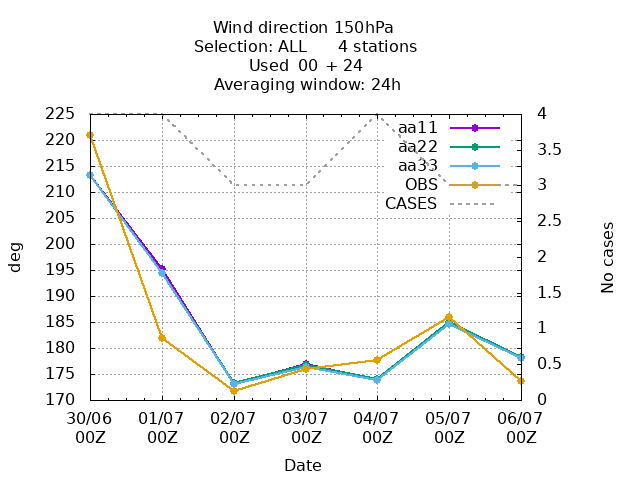 Wind direction 150hPa
Selection: ALL 4 stations
Used 00 + 24
Averaging window: 24h
225
220
215
210
205
200
195
190
185
180
175
170
deg
4
3.5
3
2.5
2
1.5
1
0.5
0
No cases
aa11
aa22
aa33
OBS
CASES
30/06 01/07 02/07 03/07 04/07 05/07 06/07
00Z 00Z 00Z 00Z 00Z 00Z 00Z
Date